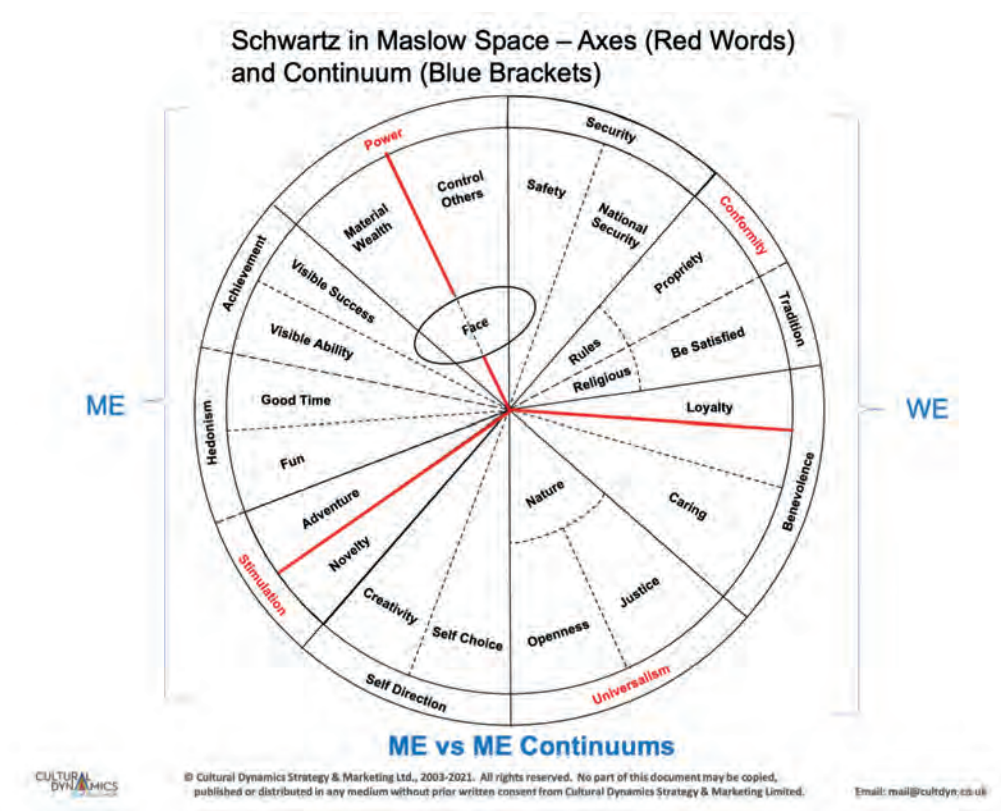 Schwartz in Maslow Space – Axes (Red Words)
and Continuum (Blue Brackets)
Power
Security
Conformity
Tradition
Benevolence
Universalism
Self Direction
Stimulation
Hedonism
Achievement
Control
Others
Safety
National
Security
Propriety
Rules
Be Satisfied
Religious
Loyalty
Caring
Nature
Justice
Openness
Self Choice
Creativity
Novelty
Adventure
Fun
Good Time
Visible Ability
Visible Success
Material
Wealth
Face
ME
WE
ME vs ME Continuums
CULTURAL
DYNAMICS
© Cultural Dynamics Strategy & Marketing Ltd., 2003-2021. All rights reserved. No part of this document may be copied,
published or distributed in any medium without prior written consent from Cultural Dynamics Strategy & Marketing Limited.
Email: mail@cultdyn.co.uk